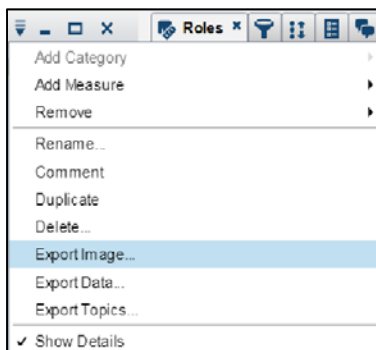 Roles
Add Category
Add Measure
Remove
Rename...
Comment
Duplicate
Delete...
Export Image...
Export Data...
Export Topics...
Show Details